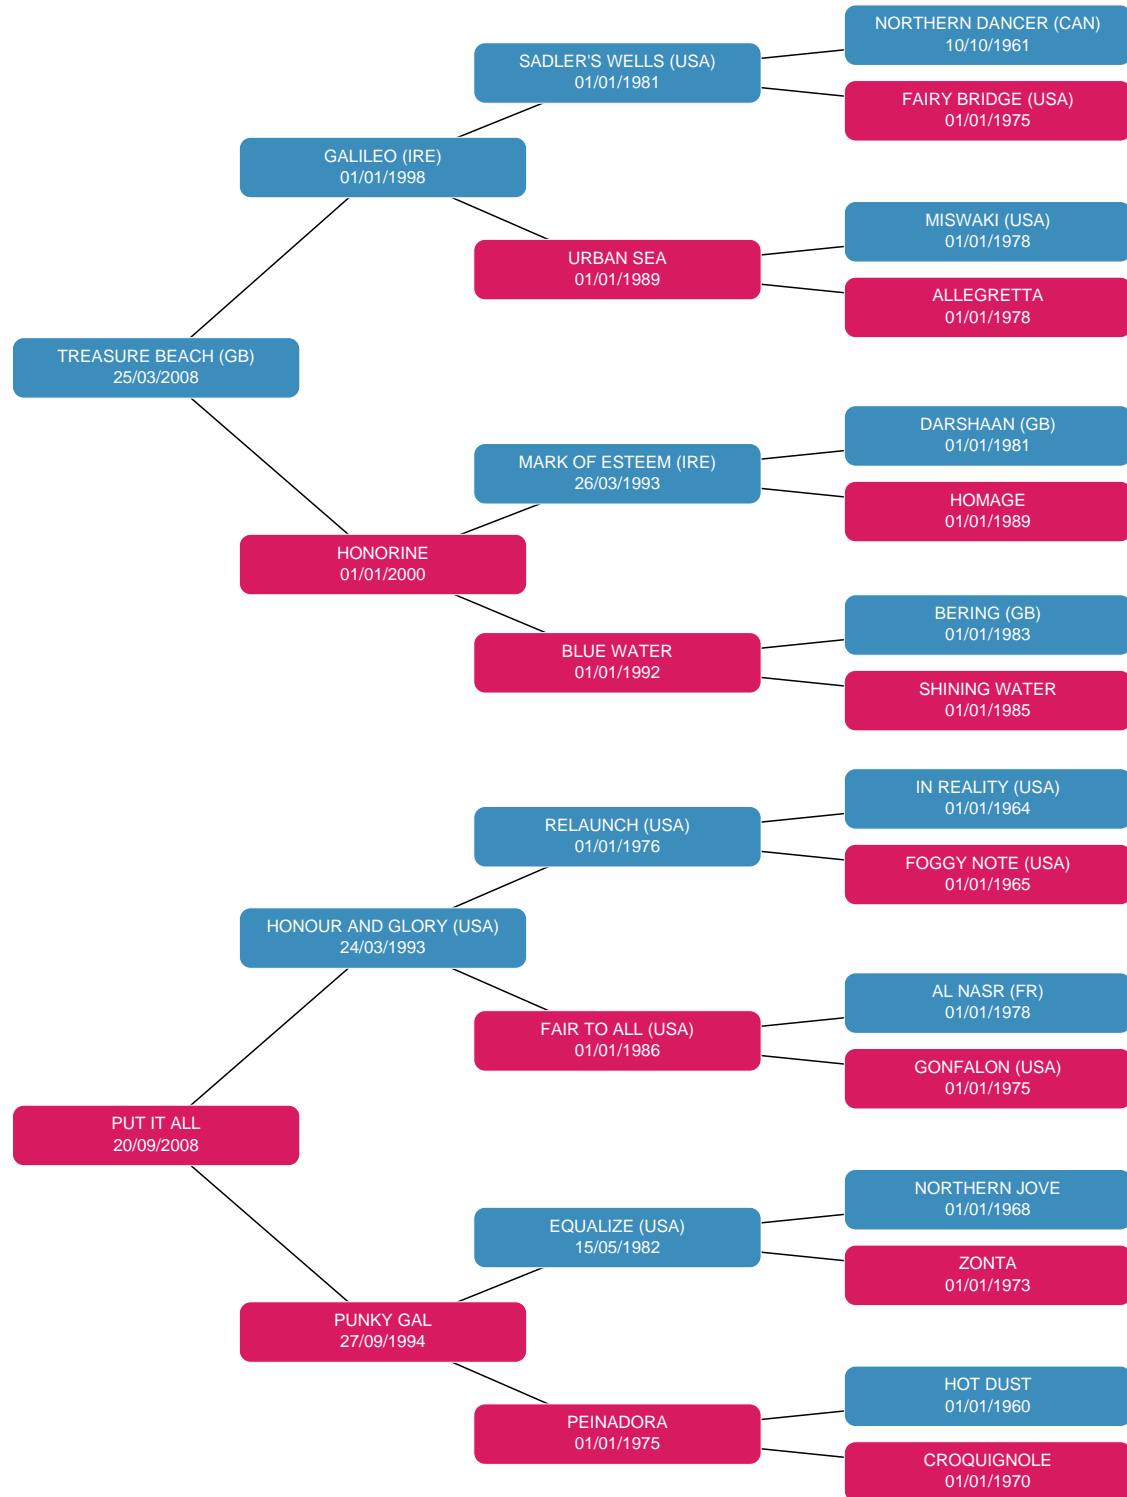 NORTHERN DANCER (CAN)
10/10/1961
SADLER'S WELLS (USA)
01/01/1981
FAIRY BRIDGE (USA)
01/01/1975
GALILEO (IRE)
01/01/1998
MISWAKI (USA)
01/01/1978
URBAN SEA
01/01/1989
ALLEGRETTA
01/01/1978
TREASURE BEACH (GB)
25/03/2008
DARSHAAN (GB)
01/01/1981
MARK OF ESTEEM (IRE)
26/03/1993
HOMAGE
01/01/1989
HONORINE
01/01/2000
BERING (GB)
01/01/1983
BLUE WATER
01/01/1992
SHINING WATER
01/01/1985
IN REALITY (USA)
01/01/1964
RELAUNCH (USA)
01/01/1976
FOGGY NOTE (USA)
01/01/1965
HONOUR AND GLORY (USA)
24/03/1993
AL NASR (FR)
01/01/1978
FAIR TO ALL (USA)
01/01/1986
GONFALON (USA)
01/01/1975
PUT IT ALL
20/09/2008
NORTHERN JOVE
01/01/1968
EQUALIZE (USA)
15/05/1982
ZONTA
01/01/1973
PUNKY GAL
27/09/1994
HOT DUST
01/01/1960
PEINADORA
01/01/1975
CROQUIGNOLE
01/01/1970